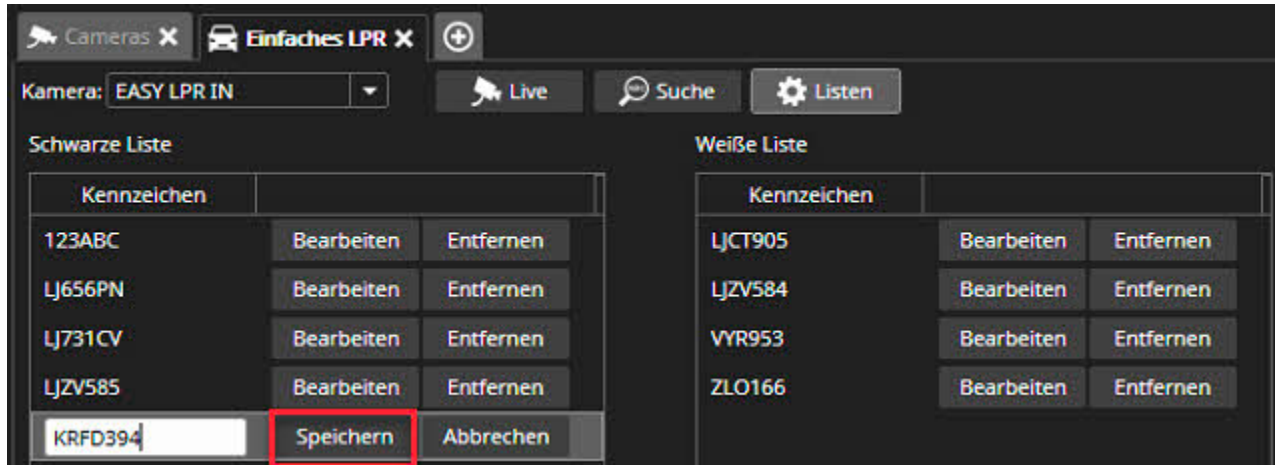 Cameras Einfaches LPR
Kamera: EASY LPR IN Live Suche Listen
Schwarze Liste Weiße Liste
Kennzeichen Kennzeichen
123ABC Bearbeiten Entfernen LJCT905 Bearbeiten Entfernen
LJ656PN Bearbeiten Entfernen LJZV584 Bearbeiten Entfernen
LJ731CV Bearbeiten Entfernen VYR953 Bearbeiten Entfernen
LJZV585 Bearbeiten Entfernen ZLO166 Bearbeiten Entfernen
KRFD394 Speichern Abbrechen